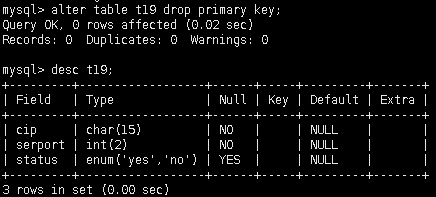 mysql> alter table t19 drop primary key;
Query OK, 0 rows affected (0.02 sec)
Records: 0  Duplicates: 0  Warnings: 0

mysql> desc t19;
+---------+------------------+------+-----+---------+-------+
| Field   | Type             | Null | Key | Default | Extra |
+---------+------------------+------+-----+---------+-------+
| cip     | char(15)         | NO   |     | NULL    |       |
| serport | int(2)           | NO   |     | NULL    |       |
| status  | enum('yes','no') | YES  |     | NULL    |       |
+---------+------------------+------+-----+---------+-------+
3 rows in set (0.00 sec)